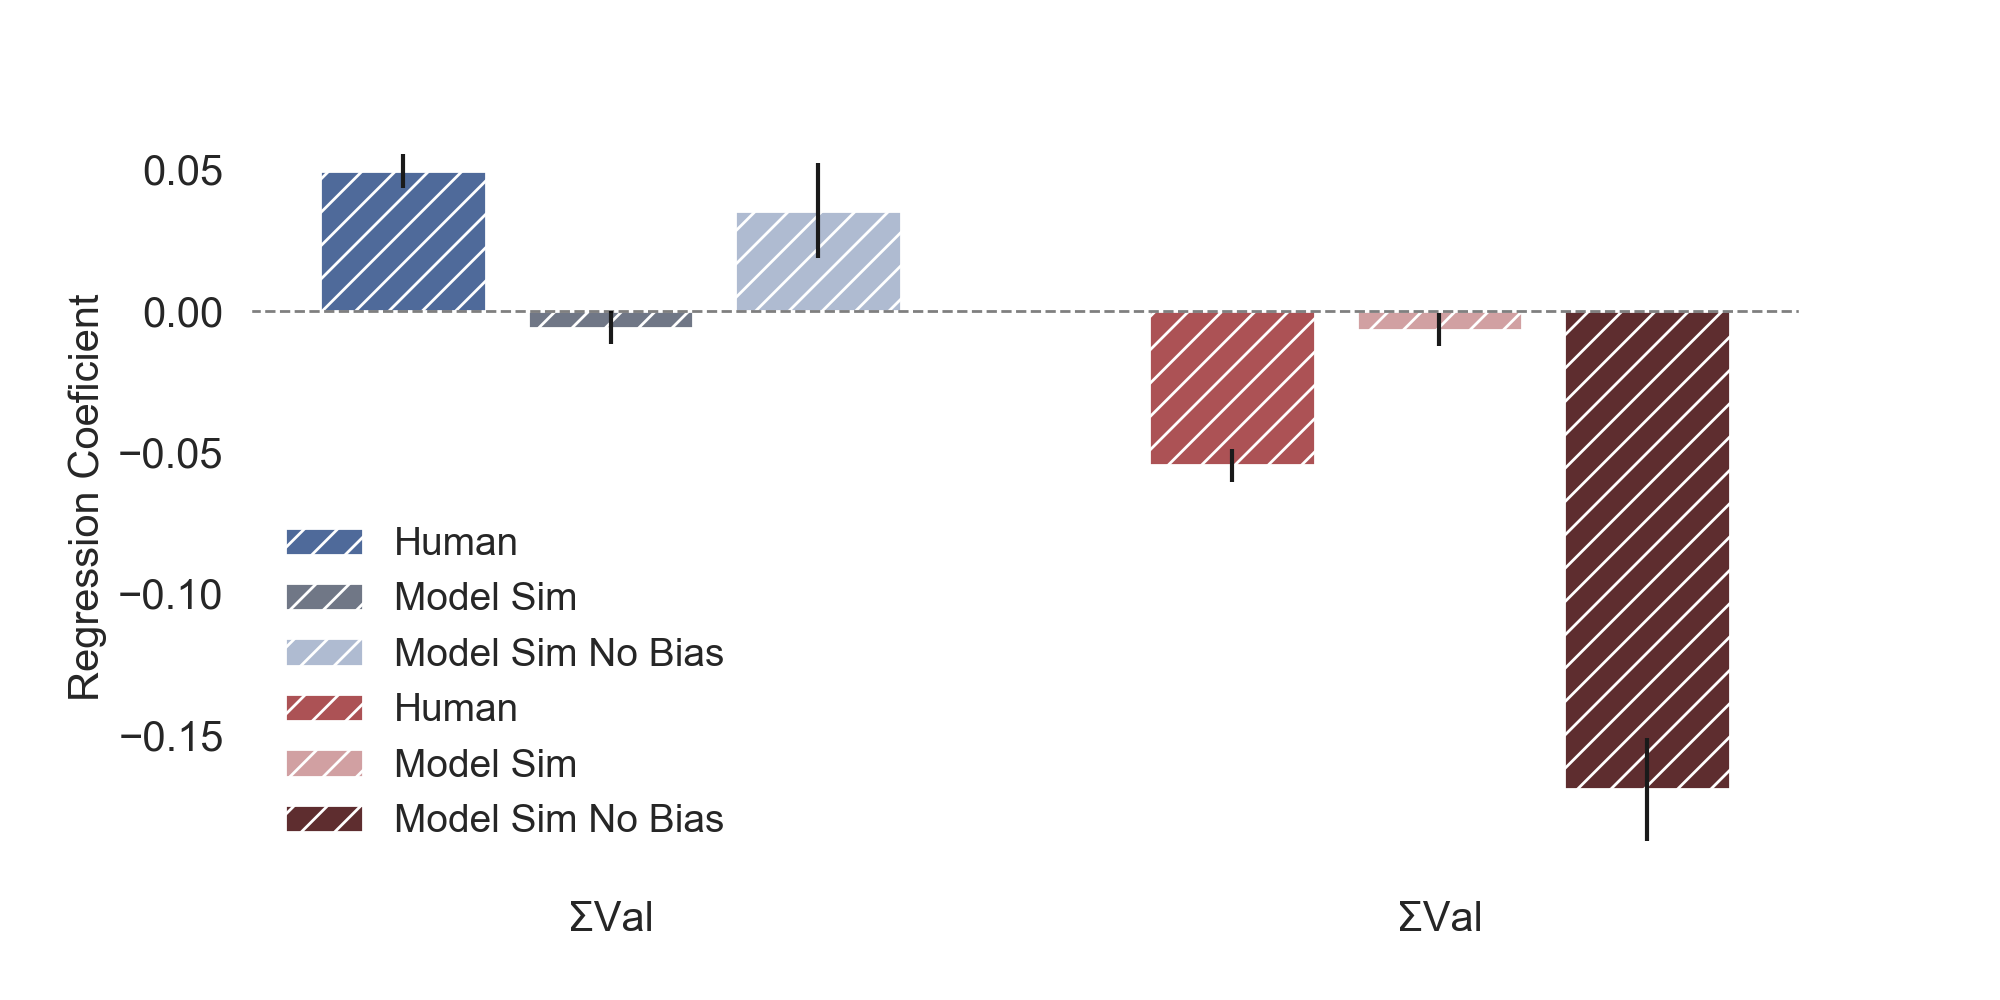 Regression Coefficient
0.05
0.00
−0.05
−0.10
−0.15
Human
Model Sim
Model Sim No Bias
Human
Model Sim
Model Sim No Bias
ΣVal
ΣVal